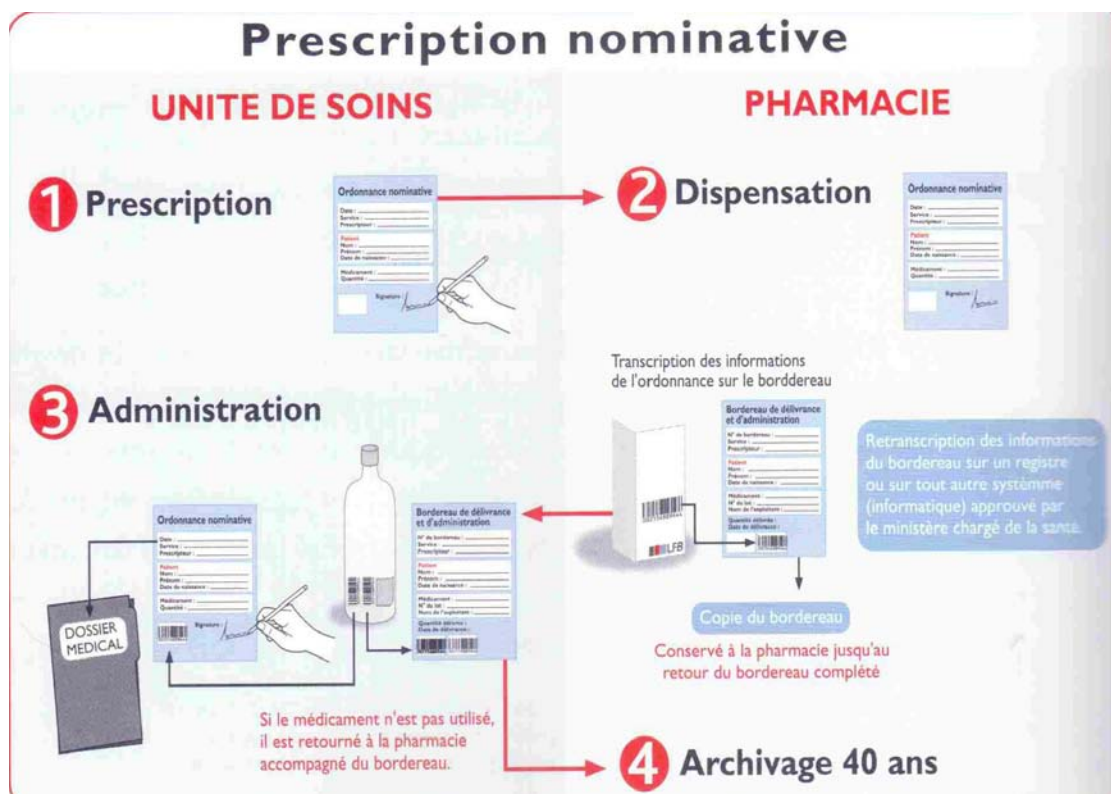 Prescription nominative
UNITE DE SOINS
PHARMACIE
1 Prescription
Ordonnance nominative
Date :
Service :
Prescripteur :
Patient
Nom :
Prénom :
Date de naissance :
Médicament :
Quantité :
Signature :
2 Dispensation
Ordonnance nominative
Date :
Service :
Prescripteur :
Patient
Nom :
Prénom :
Date de naissance :
Médicament :
Quantité :
Signature :
Transcription des informations
de l'ordonnance sur le borddereau
LFB
Bordereau de délivrance
et d'administration
N° de bordereau :
Service :
Prescripteur :
Patient
Nom :
Prénom :
Date de naissance :
Médicament :
N° du lot :
Nom de l'exploitant :
Quantité délivrée :
Date de délivrance :
Retranscription des informations
du bordereau sur un registre
ou sur tout autre systèmme
(informatique) approuvé par
le ministère chargé de la santé.
Copie du bordereau
Conservé à la pharmacie jusqu'au
retour du bordereau complété
3 Administration
DOSSIER
MEDICAL
Ordonnance nominative
Date :
Service :
Prescripteur :
Patient
Nom :
Prénom :
Date de naissance :
Médicament :
Quantité :
Signature :
Bordereau de délivrance
et d'administration
N° de bordereau :
Service :
Prescripteur :
Patient
Nom :
Prénom :
Date de naissance :
Médicament :
N° du lot :
Nom de l'exploitant :
Quantité délivrée :
Date de délivrance :
Si le médicament n'est pas utilisé,
il est retourné à la pharmacie
accompagné du bordereau.
4 Archivage 40 ans